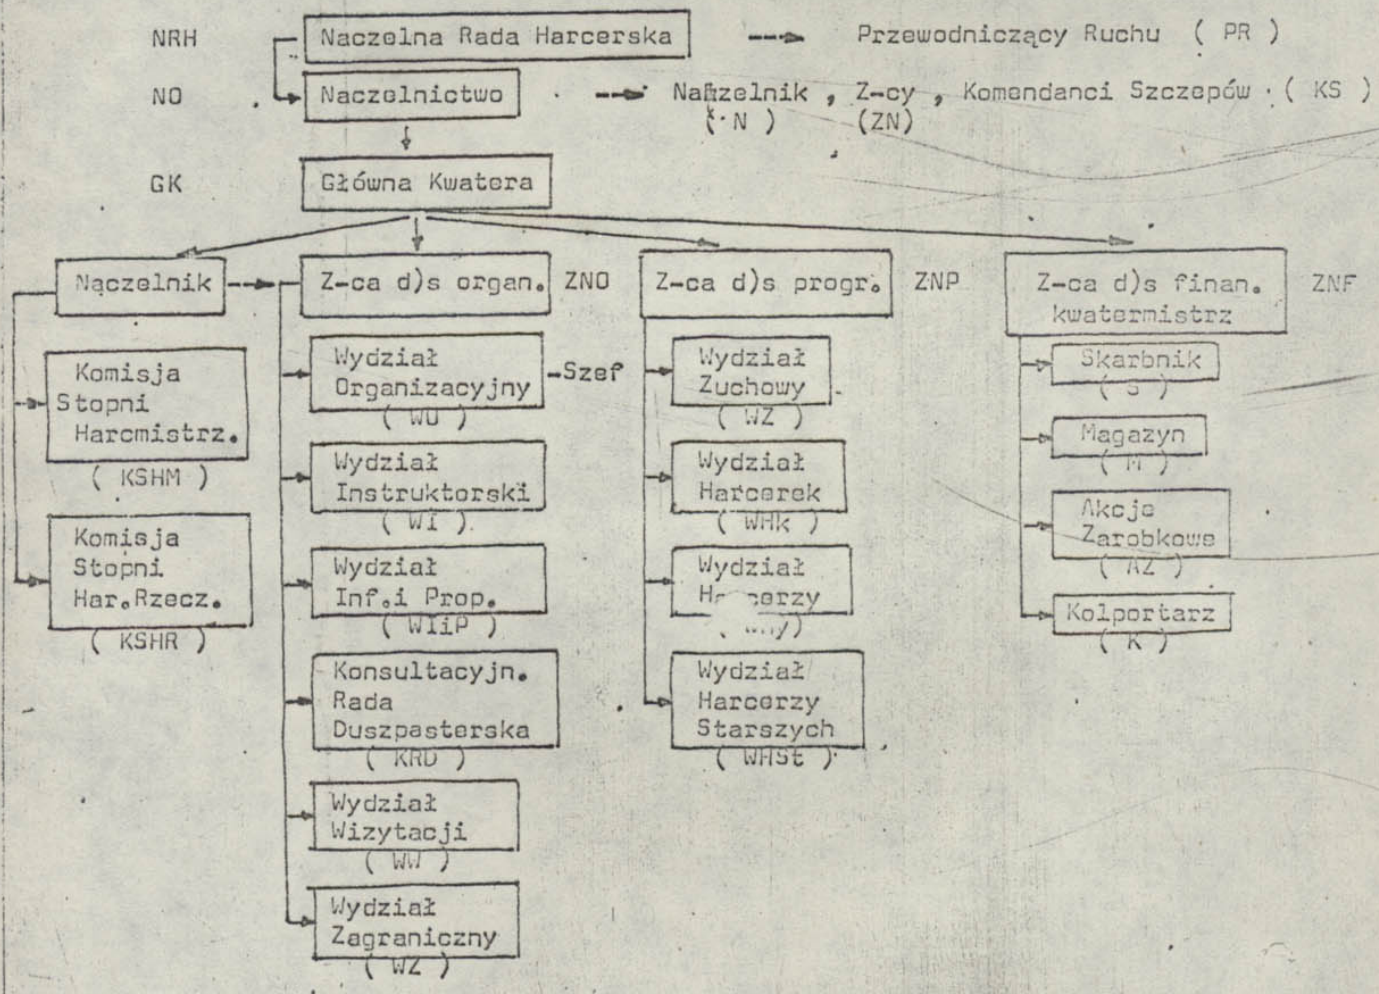 NRH Naczelna Rada Harcerska Przewodniczący Ruchu ( PR )
NO Naczelnictwo Naczelnik , Z-cy , Komendanci Szczepów ( KS )
( N ) (ZN)
GK Główna Kwatera
Naczelnik
Komisja
Stopni
Harcmistrz.
( KSHM )
Komisja
Stopni
Har.Rzecz.
( KSHR )
Z-ca d)s organ. ZNO
Wydział
Organizacyjny -Szef
( WO )
Wydział
Instruktorski
( WI )
Wydział
Inf.i Prop.
( WIiP )
Konsultacyjn.
Rada
Duszpasterska
( KRD )
Wydział
Wizytacji
( WW )
Wydział
Zagraniczny
( WZ )
Z-ca d)s progr. ZNP
Wydział
Zuchowy
( WZ )
Wydział
Harcerek
( WHk )
Wydział
Harcerzy
( WHy)
Wydział
Harcerzy
Starszych
( WHSt )
Z-ca d)s finan. ZNF
kwatermistrz
Skarbnik
( S )
Magazyn
( M )
Akcje
Zarobkowe
( AZ )
Kolportarz
( K )